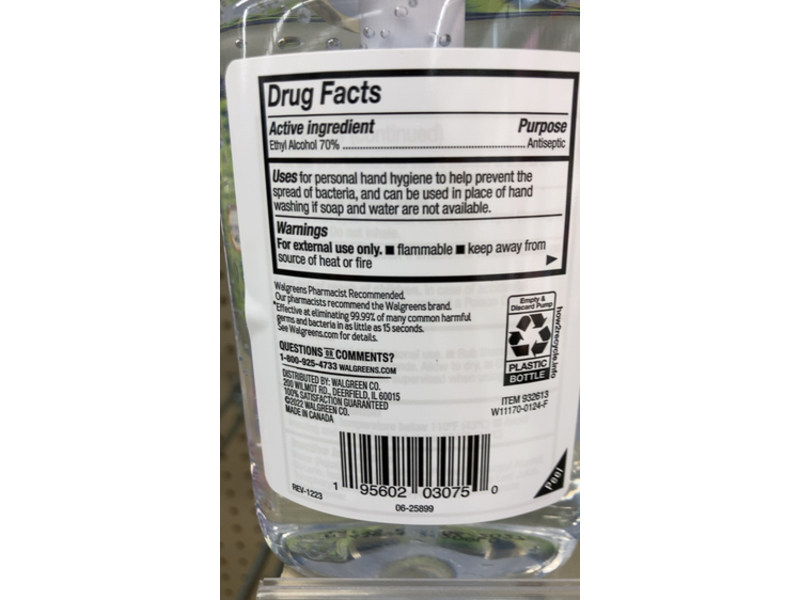 Drug Facts
Active ingredient Purpose
Ethyl Alcohol 70% ........................................................ Antiseptic
Uses for personal hand hygiene to help prevent the
spread of bacteria, and can be used in place of hand
washing if soap and water are not available.
Warnings
For external use only. ■ flammable ■ keep away from
source of heat or fire ▶
Walgreens Pharmacist Recommended.
Our pharmacists recommend the Walgreens brand.
*Effective at eliminating 99.99% of many common harmful
germs and bacteria in as little as 15 seconds.
See Walgreens.com for details.
QUESTIONS OR COMMENTS?
1-800-925-4733 WALGREENS.COM
DISTRIBUTED BY: WALGREEN CO.
200 WILMOT RD., DEERFIELD, IL 60015
100% SATISFACTION GUARANTEED
©2022 WALGREEN CO.
MADE IN CANADA
Empty &
Discard Pump
PLASTIC
BOTTLE
how2recycle.info
ITEM 932613
W11170-0124-F
REV-1223
1 95602 03075 0
06-25899
Peel